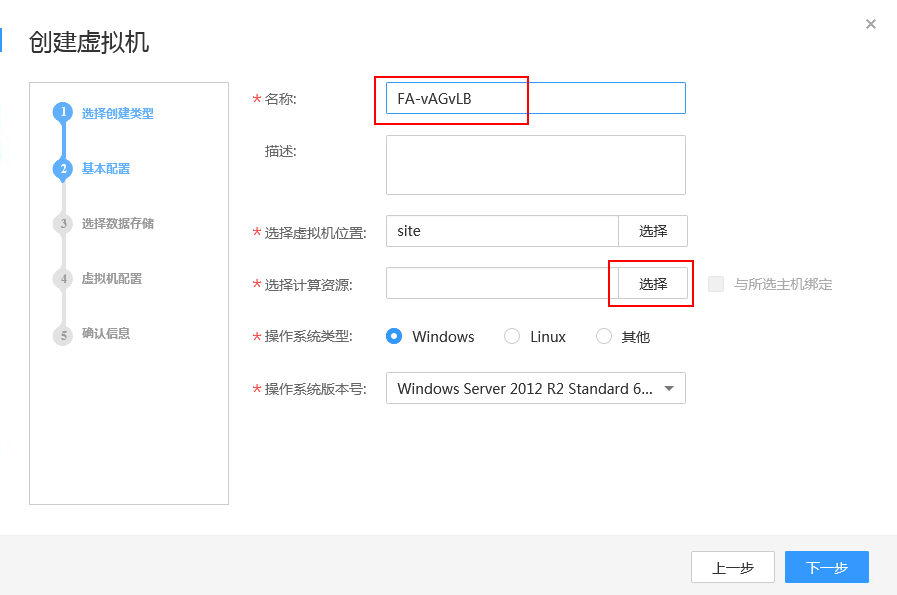 创建虚拟机
×
1 选择创建类型
2 基本配置
3 选择数据存储
4 虚拟机配置
5 确认信息
* 名称: FA-vAGvLB
描述:
* 选择虚拟机位置: site 选择
* 选择计算资源: 选择 与所选主机绑定
* 操作系统类型: Windows Linux 其他
* 操作系统版本号: Windows Server 2012 R2 Standard 6...
上一步 下一步